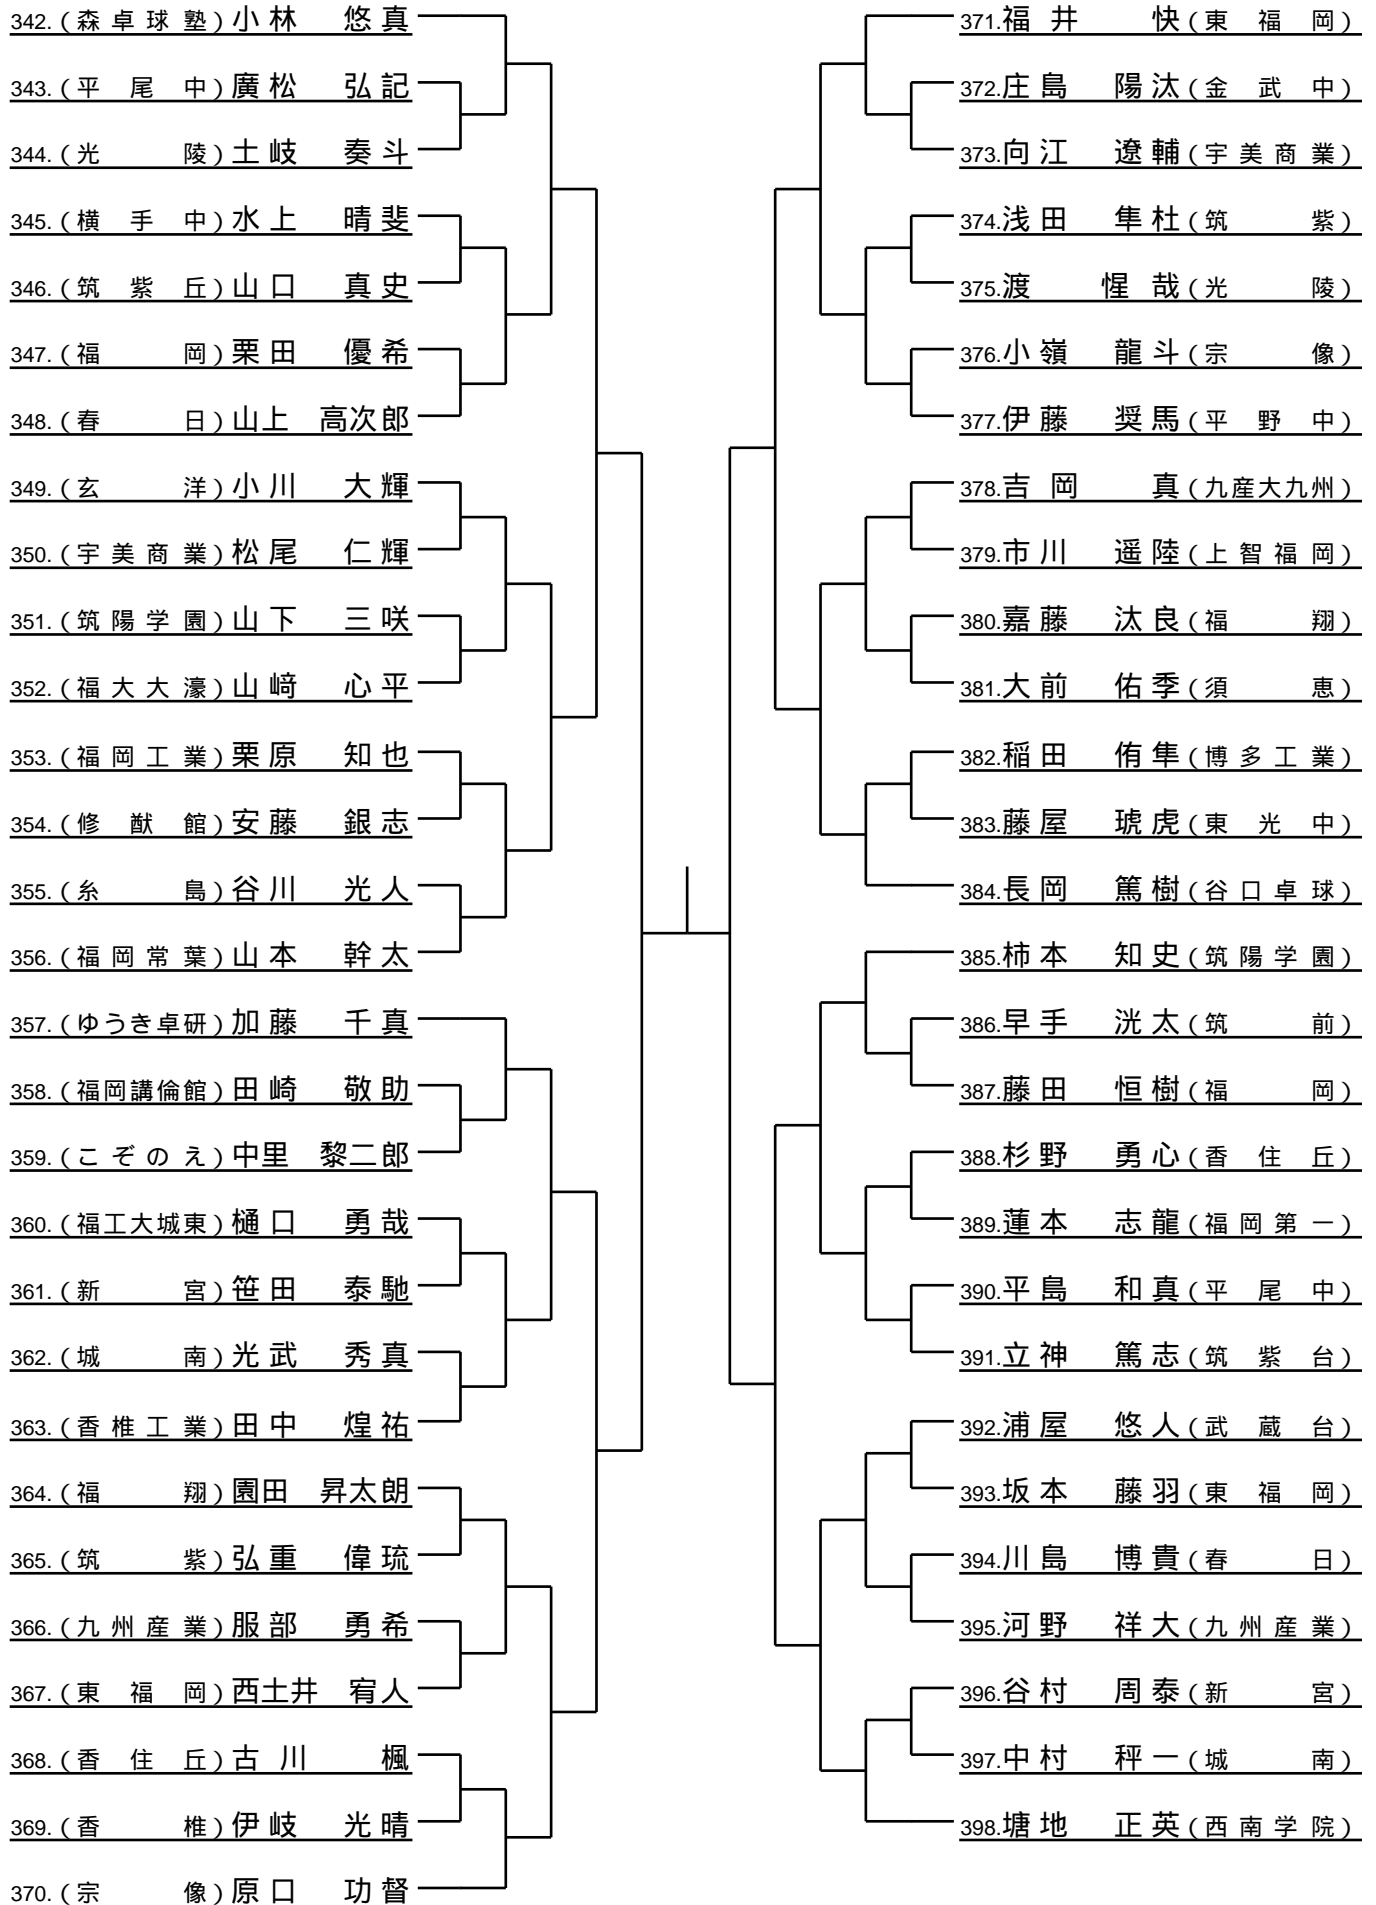 342.(森卓球塾)小林 悠真
343.(平尾中)廣松 弘記
344.(光陵)土岐 奏斗
345.(横手中)水上 晴斐
346.(筑紫丘)山口 真史
347.(福岡)栗田 優希
348.(春日)山上 高次郎
349.(玄洋)小川 大輝
350.(宇美商業)松尾 仁輝
351.(筑陽学園)山下 三咲
352.(福大大濠)山﨑 心平
353.(福岡工業)栗原 知也
354.(修猷館)安藤 銀志
355.(糸島)谷川 光人
356.(福岡常葉)山本 幹太
357.(ゆうき卓研)加藤 千真
358.(福岡講倫館)田崎 敬助
359.(こぞのえ)中里 黎二郎
360.(福工大城東)樋口 勇哉
361.(新宮)笹田 泰馳
362.(城南)光武 秀真
363.(香椎工業)田中 煌祐
364.(福翔)園田 昇太朗
365.(筑紫)弘重 偉琉
366.(九州産業)服部 勇希
367.(東福岡)西土井 宥人
368.(香住丘)古川 楓
369.(香椎)伊岐 光晴
370.(宗像)原口 功督
371.福井 快(東福岡)
372.庄島 陽汰(金武中)
373.向江 遼輔(宇美商業)
374.浅田 隼杜(筑紫)
375.渡 惺哉(光陵)
376.小嶺 龍斗(宗像)
377.伊藤 奨馬(平野中)
378.吉岡 真(九産大九州)
379.市川 遥陸(上智福岡)
380.嘉藤 汰良(福翔)
381.大前 佑季(須恵)
382.稲田 侑隼(博多工業)
383.藤屋 琥虎(東光中)
384.長岡 篤樹(谷口卓球)
385.柿本 知史(筑陽学園)
386.早手 洸太(筑前)
387.藤田 恒樹(福岡)
388.杉野 勇心(香住丘)
389.蓮本 志龍(福岡第一)
390.平島 和真(平尾中)
391.立神 篤志(筑紫台)
392.浦屋 悠人(武蔵台)
393.坂本 藤羽(東福岡)
394.川島 博貴(春日)
395.河野 祥大(九州産業)
396.谷村 周泰(新宮)
397.中村 秤一(城南)
398.塘地 正英(西南学院)